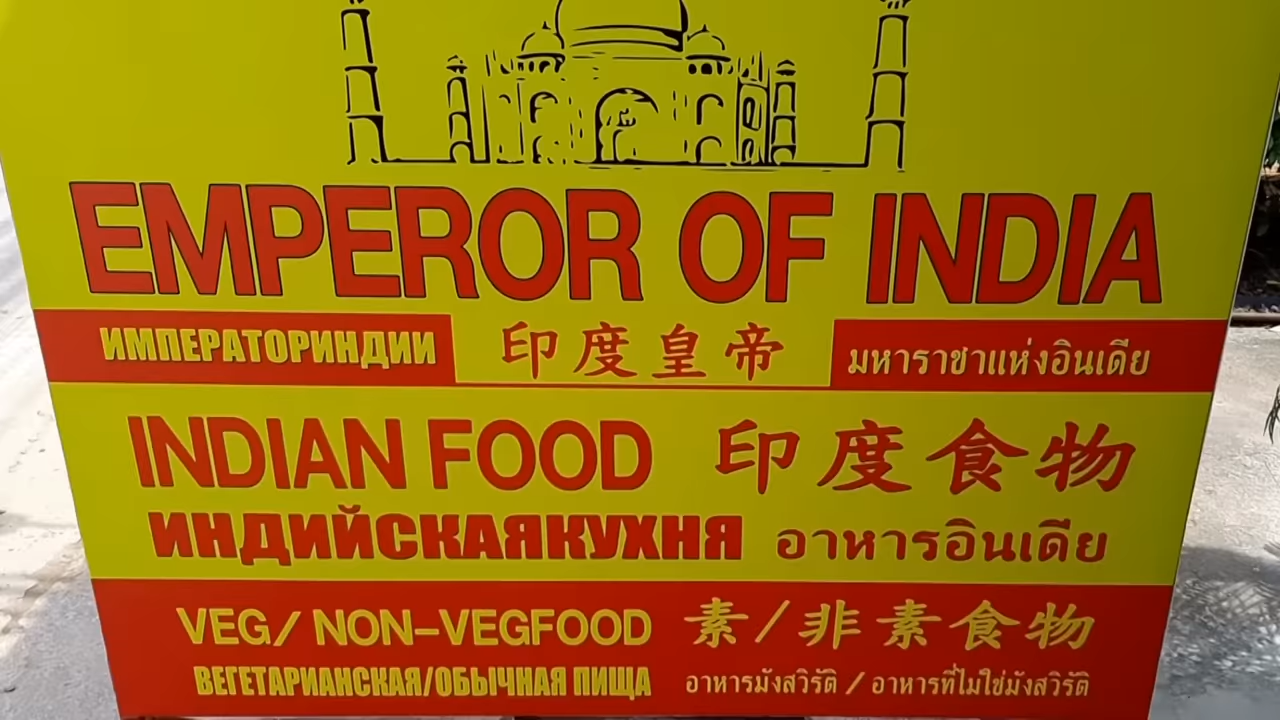 EMPEROR OF INDIA
ИМПЕРАТОРИНДИИ 印度皇帝 มหาราชาแห่งอินเดีย
INDIAN FOOD 印度食物
ИНДИЙСКАЯКУХНЯ อาหารอินเดีย
VEG/ NON-VEGFOOD 素/非素食物
ВЕГЕТАРИАНСКАЯ/ОБЫЧНАЯ ПИЩА อาหารมังสวิรัติ / อาหารที่ไม่ใช่มังสวิรัติ